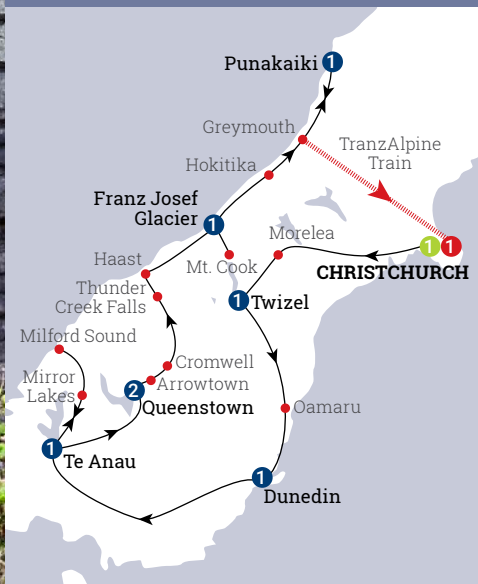 Punakaiki 1
Greymouth
TranzAlpine
Train
Hokitika
Franz Josef
Glacier
1
Morelea
1 1
CHRISTCHURCH
Haast
Mt. Cook
Thunder
Creek Falls
1 Twizel
Milford Sound
Cromwell
Mirror
Lakes
Arrowtown
2
Queenstown
Oamaru
1
Te Anau
1
Dunedin